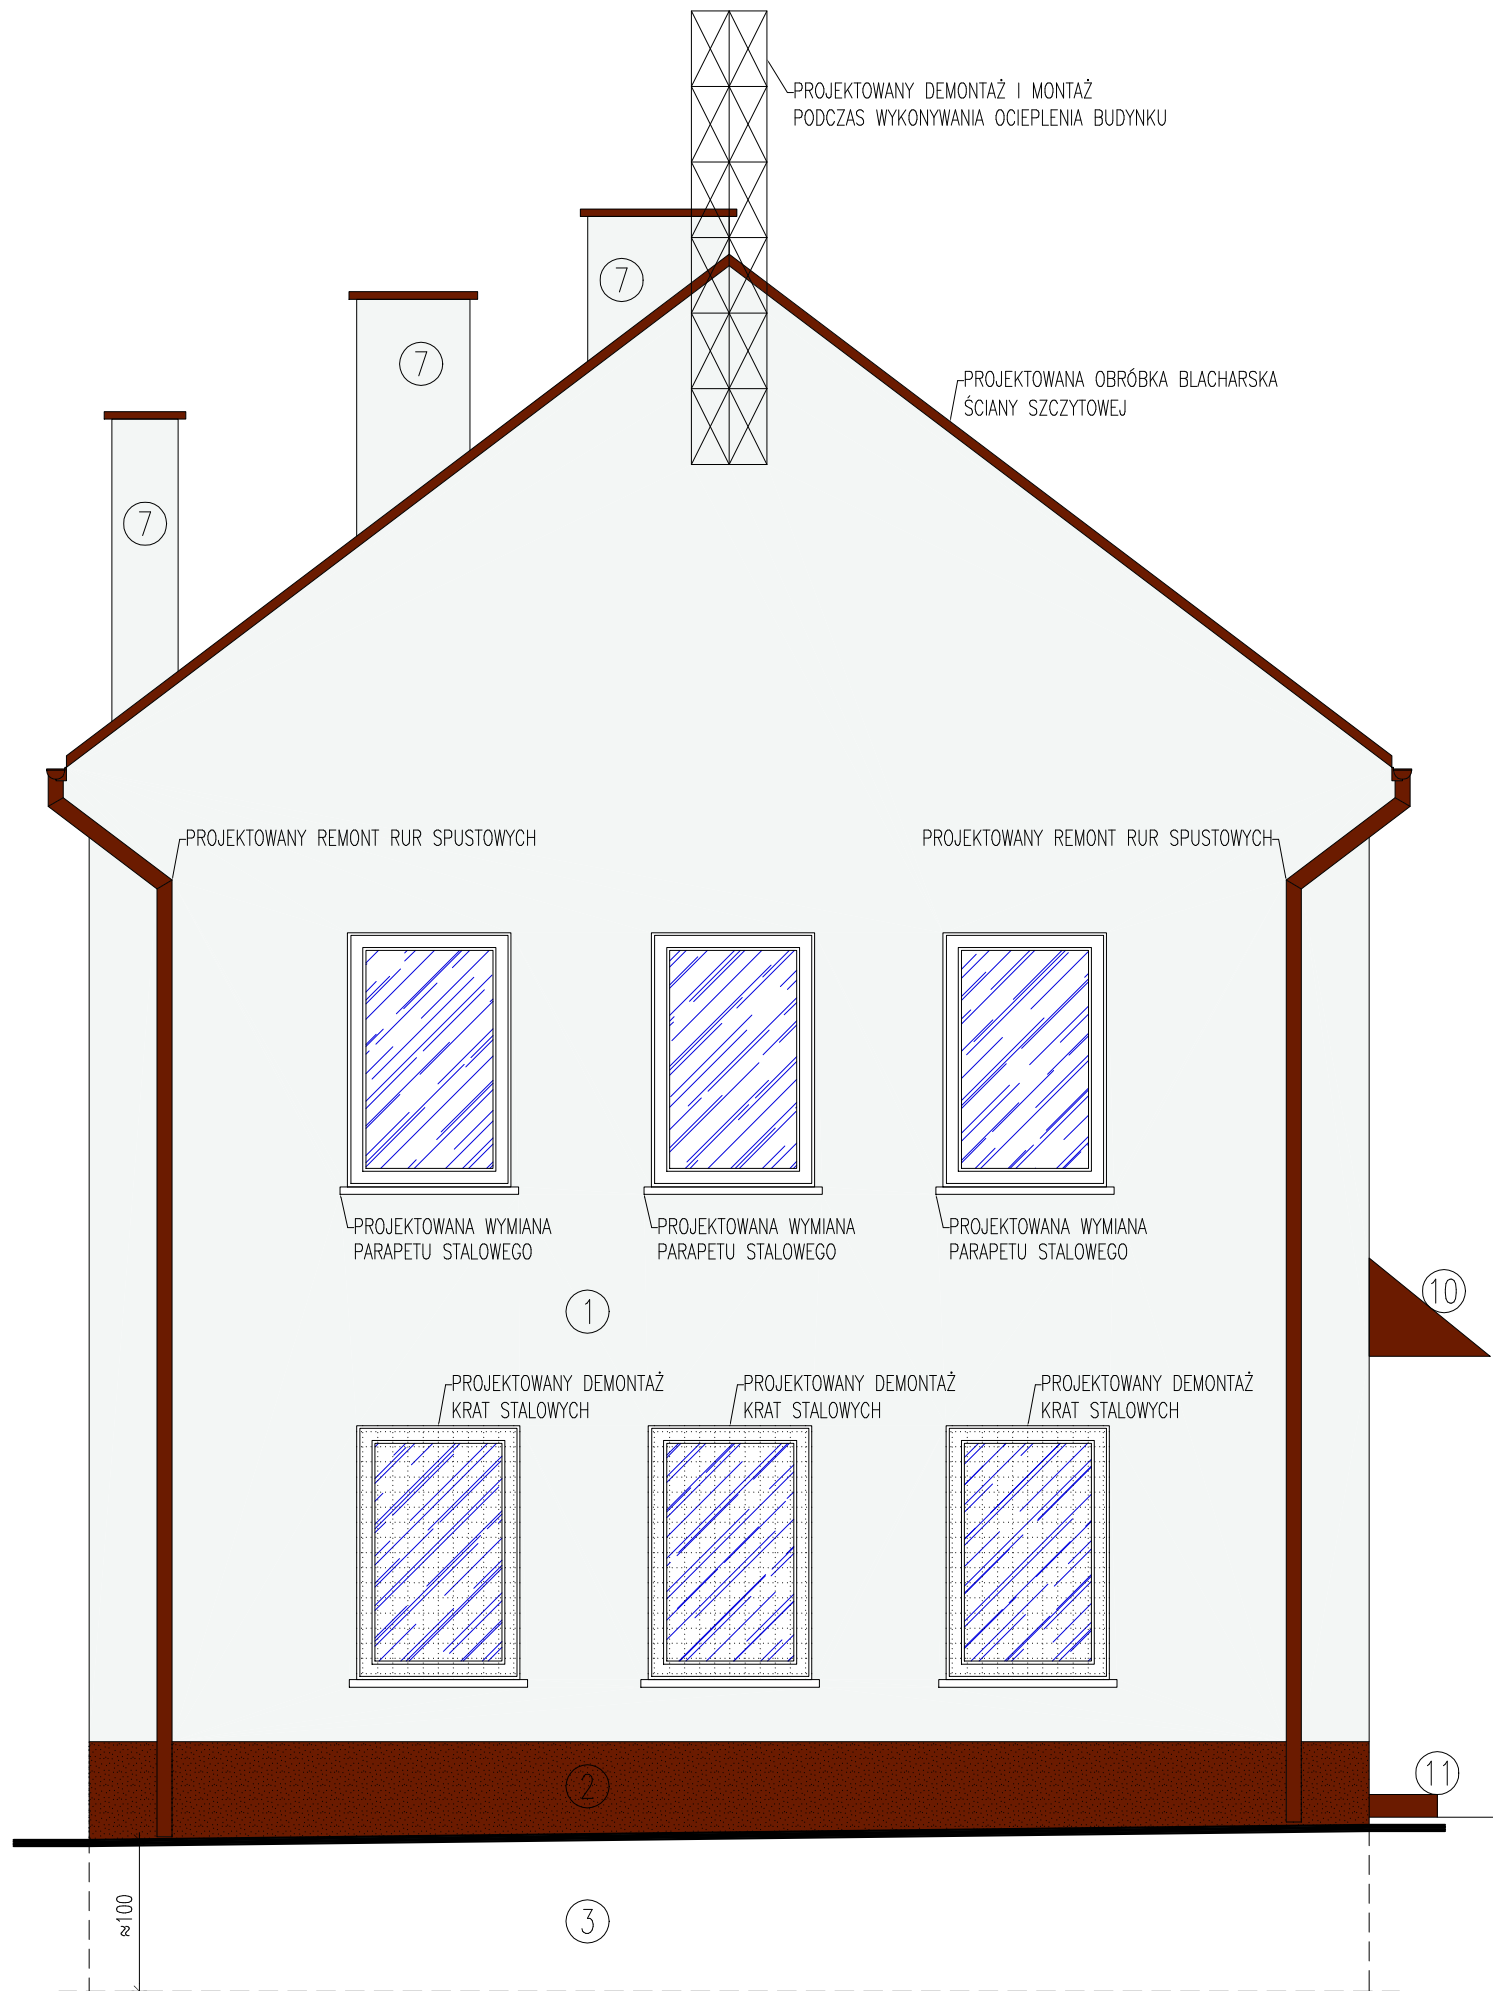 PROJEKTOWANY DEMONTAŻ I MONTAŻ
PODCZAS WYKONYWANIA OCIEPLENIA BUDYNKU
7
7
PROJEKTOWANA OBRÓBKA BLACHARSKA
ŚCIANY SZCZYTOWEJ
7
PROJEKTOWANY REMONT RUR SPUSTOWYCH
PROJEKTOWANY REMONT RUR SPUSTOWYCH
PROJEKTOWANA WYMIANA
PARAPETU STALOWEGO
PROJEKTOWANA WYMIANA
PARAPETU STALOWEGO
PROJEKTOWANA WYMIANA
PARAPETU STALOWEGO
10
1
PROJEKTOWANY DEMONTAŻ
KRAT STALOWYCH
PROJEKTOWANY DEMONTAŻ
KRAT STALOWYCH
PROJEKTOWANY DEMONTAŻ
KRAT STALOWYCH
11
2
≈100
3